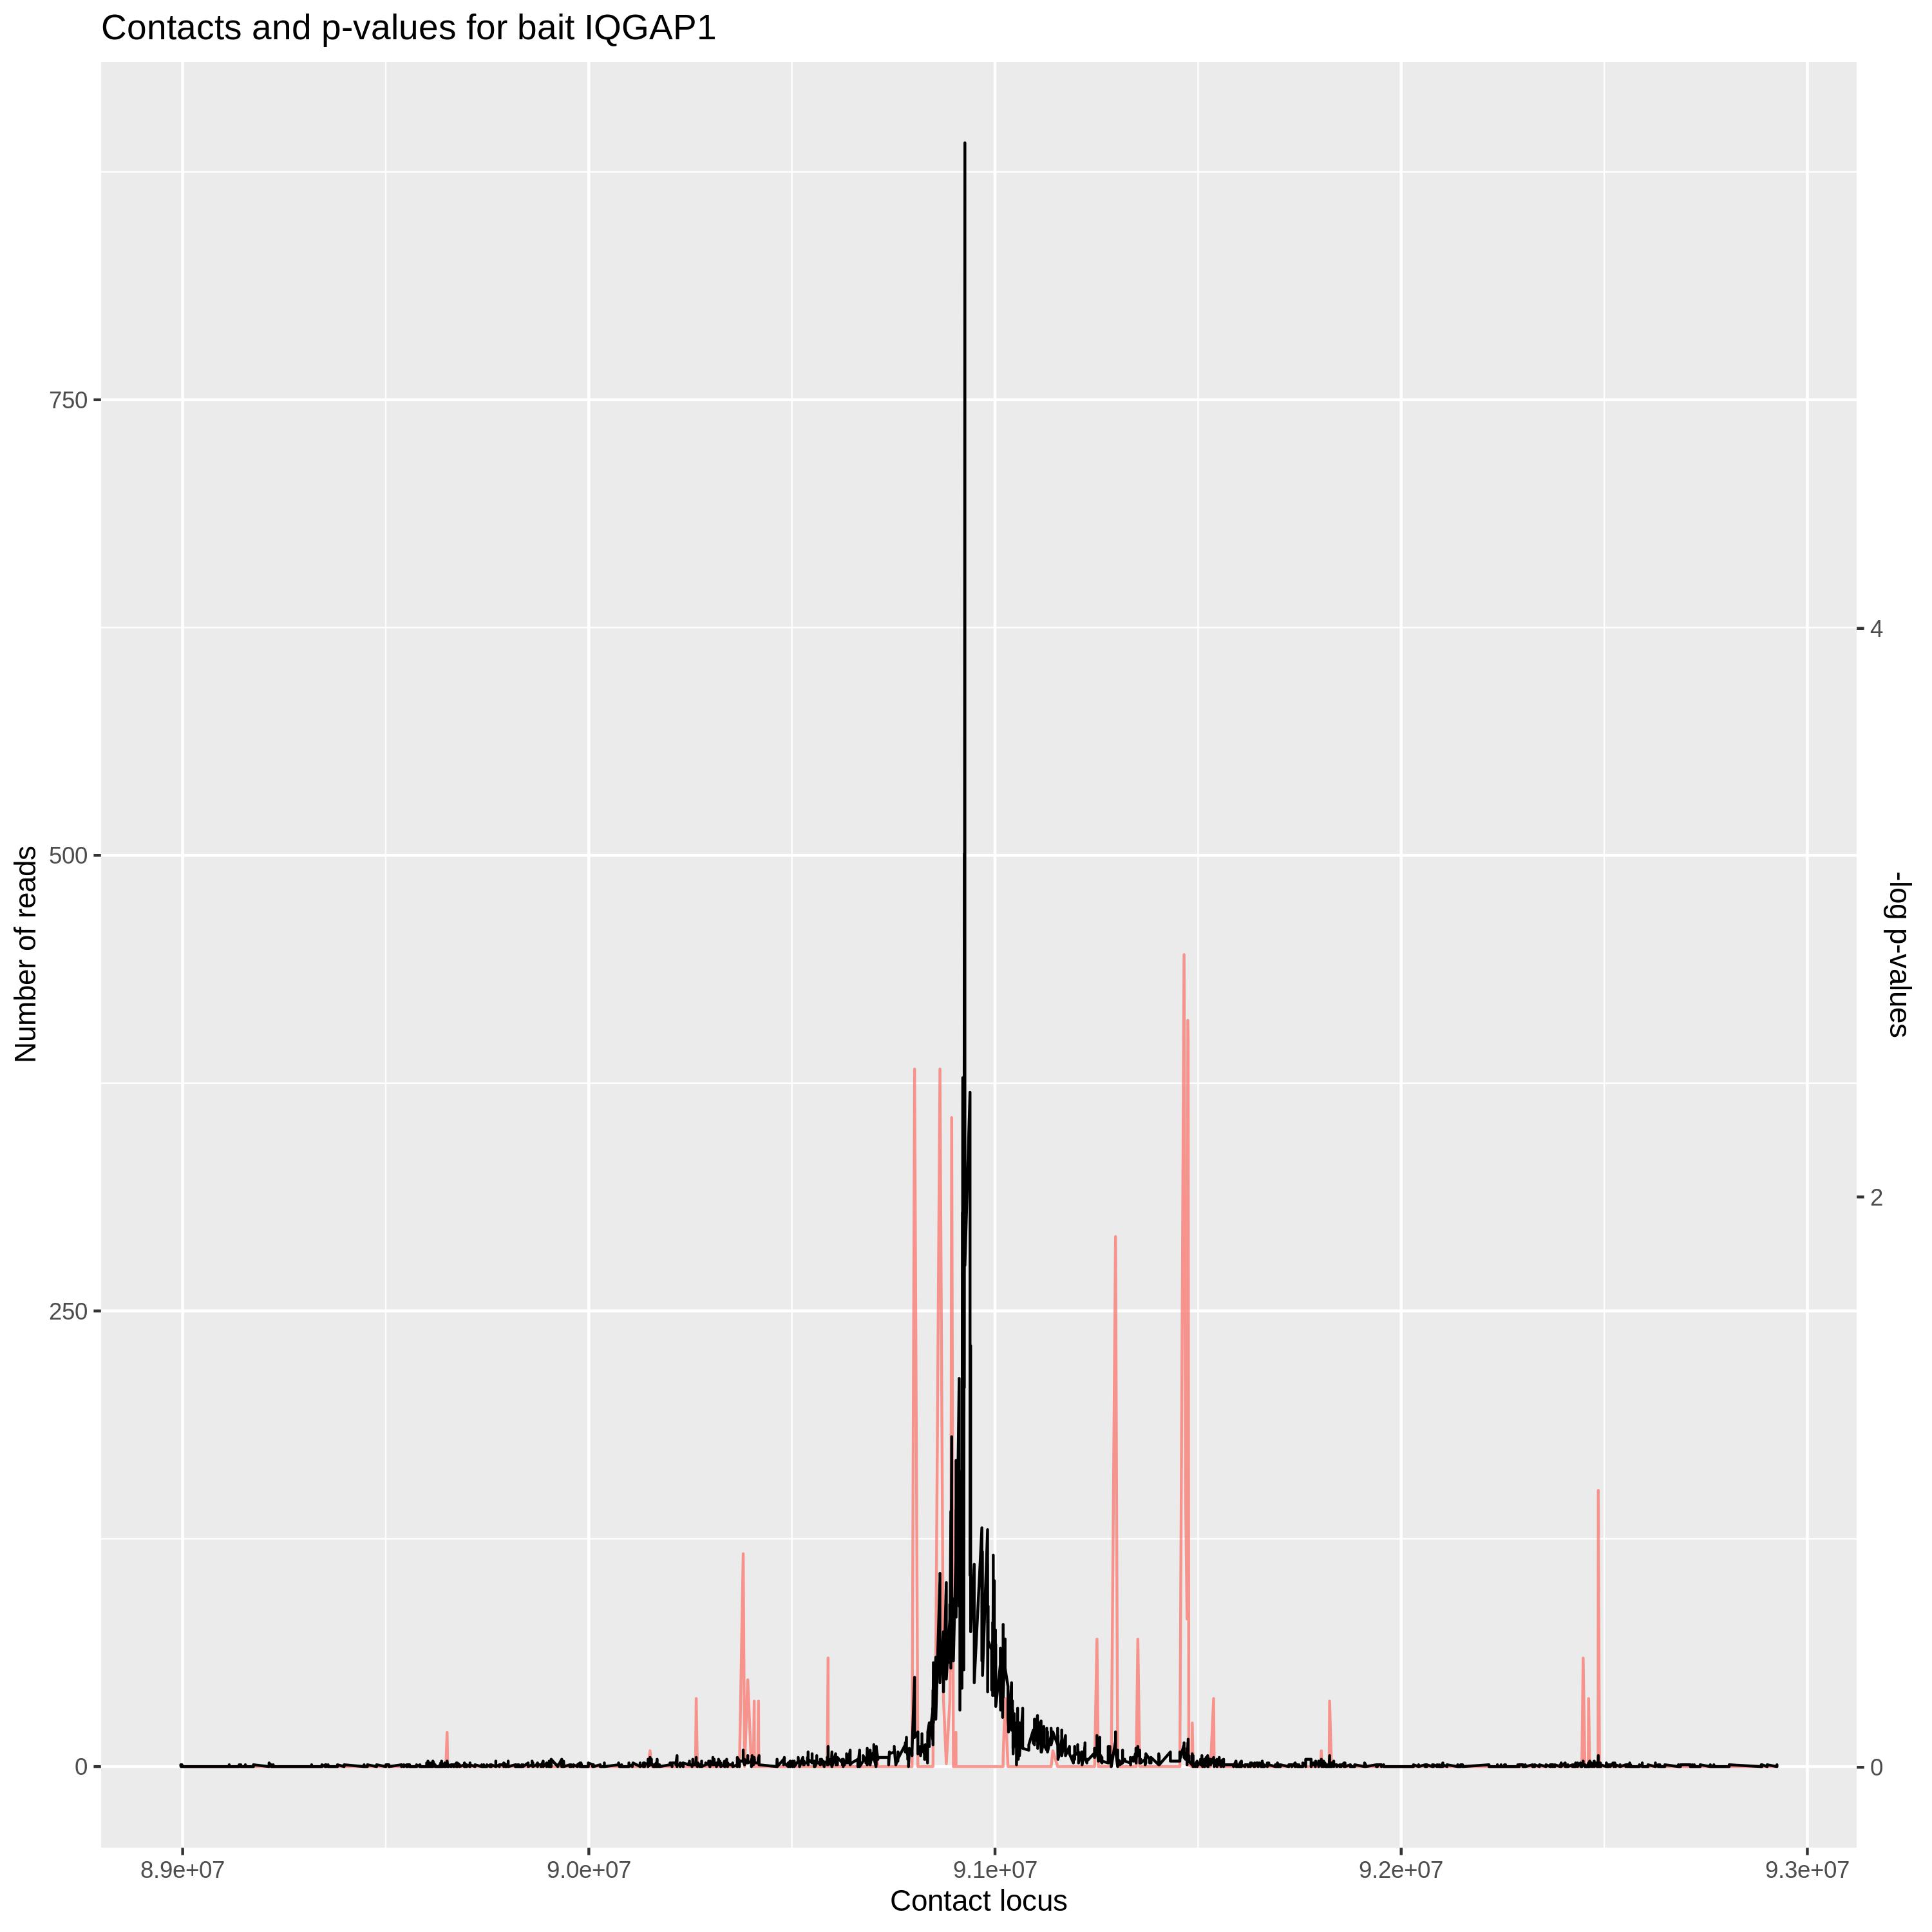 Contacts and p-values for bait IQGAP1
Number of reads
750
500
250
0
4
2
0
-log p-values
8.9e+07
9.0e+07
9.1e+07
9.2e+07
9.3e+07
Contact locus